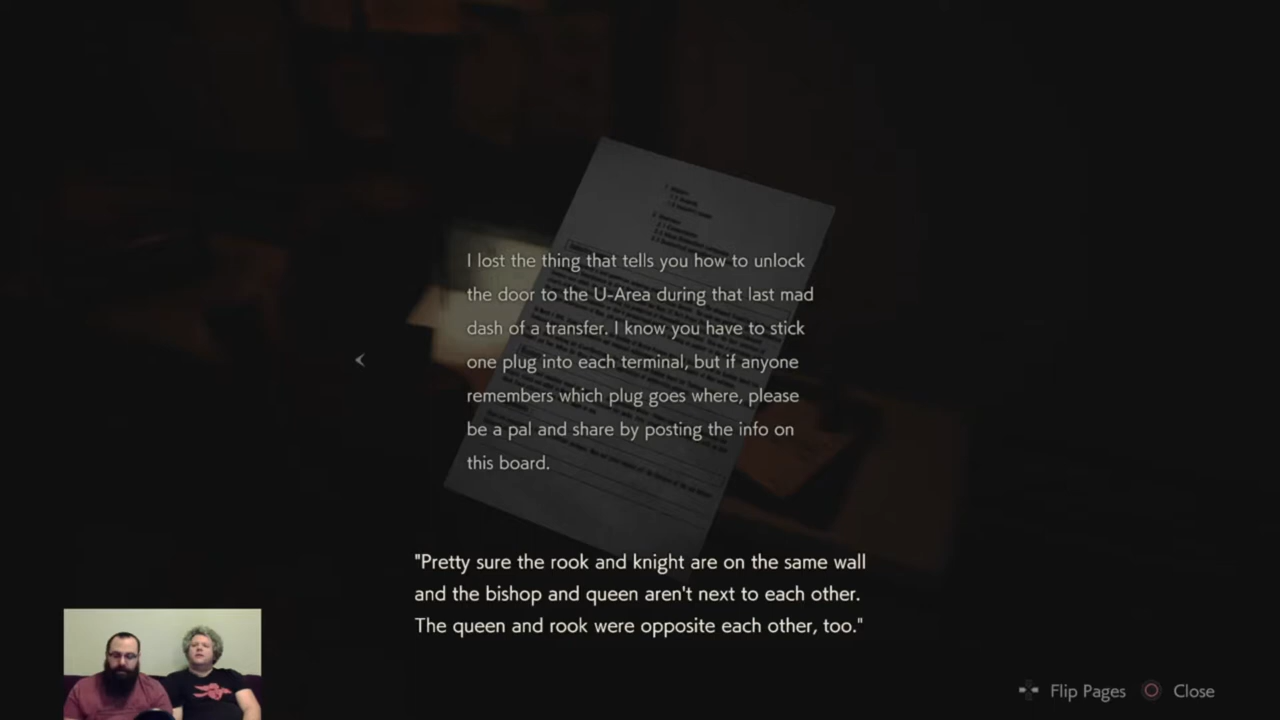 I lost the thing that tells you how to unlock
the door to the U-Area during that last mad
dash of a transfer. I know you have to stick
one plug into each terminal, but if anyone
remembers which plug goes where, please
be a pal and share by posting the info on
this board.
"Pretty sure the rook and knight are on the same wall
and the bishop and queen aren't next to each other.
The queen and rook were opposite each other, too."
Flip Pages Close